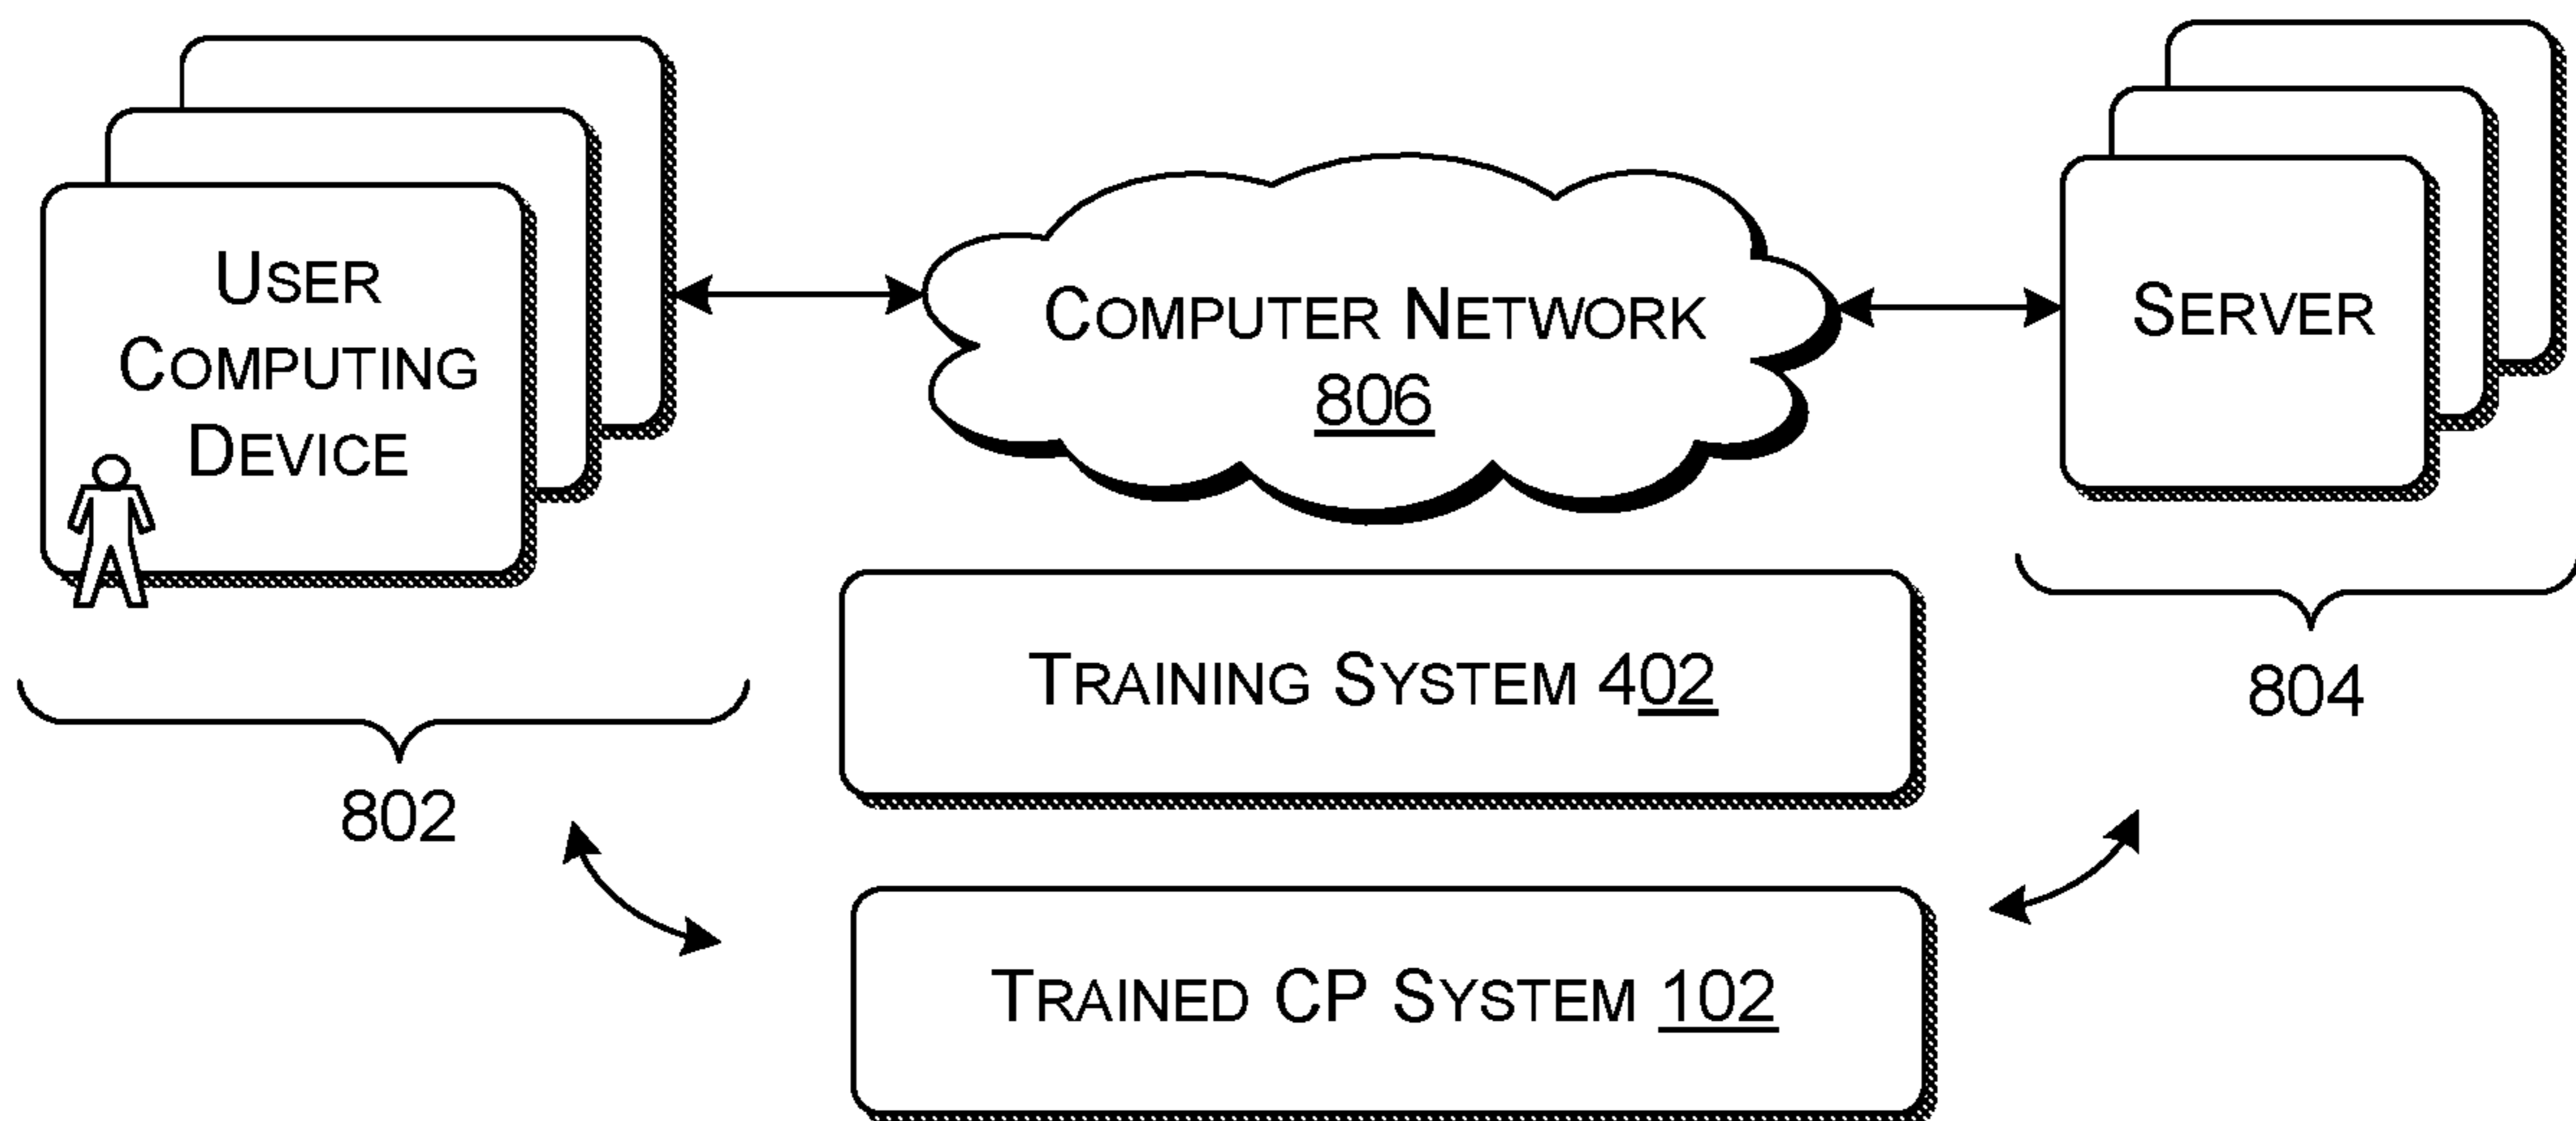 USER
COMPUTING
DEVICE
802
COMPUTER NETWORK
806
SERVER
804
TRAINING SYSTEM 402
TRAINED CP SYSTEM 102